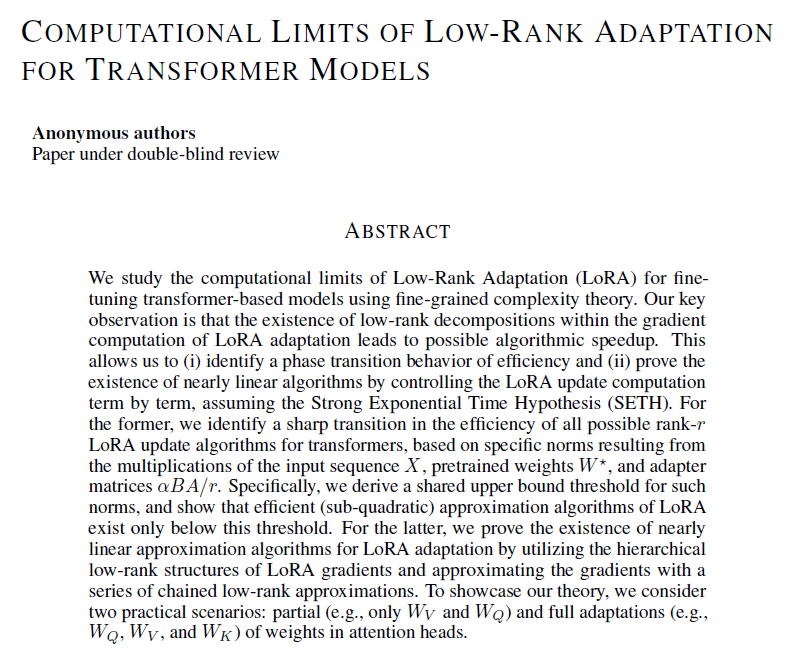 COMPUTATIONAL LIMITS OF LOW-RANK ADAPTATION
FOR TRANSFORMER MODELS
Anonymous authors
Paper under double-blind review
ABSTRACT
We study the computational limits of Low-Rank Adaptation (LoRA) for fine-
tuning transformer-based models using fine-grained complexity theory. Our key
observation is that the existence of low-rank decompositions within the gradient
computation of LoRA adaptation leads to possible algorithmic speedup. This
allows us to (i) identify a phase transition behavior of efficiency and (ii) prove the
existence of nearly linear algorithms by controlling the LoRA update computation
term by term, assuming the Strong Exponential Time Hypothesis (SETH). For
the former, we identify a sharp transition in the efficiency of all possible rank-r
LoRA update algorithms for transformers, based on specific norms resulting from
the multiplications of the input sequence X, pretrained weights W⋆, and adapter
matrices αBA/r. Specifically, we derive a shared upper bound threshold for such
norms, and show that efficient (sub-quadratic) approximation algorithms of LoRA
exist only below this threshold. For the latter, we prove the existence of nearly
linear approximation algorithms for LoRA adaptation by utilizing the hierarchical
low-rank structures of LoRA gradients and approximating the gradients with a
series of chained low-rank approximations. To showcase our theory, we consider
two practical scenarios: partial (e.g., only W_V and W_Q) and full adaptations (e.g.,
W_Q, W_V, and W_K) of weights in attention heads.